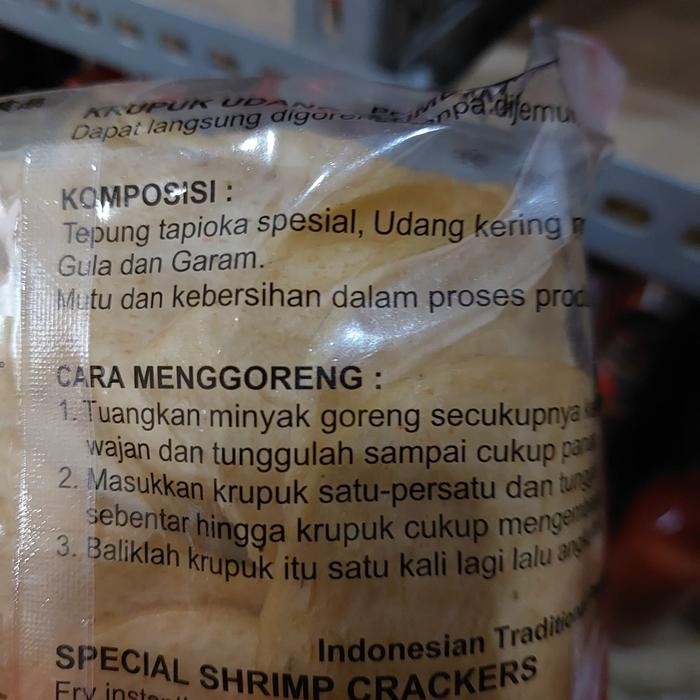 KRUPUK UDANG
Dapat langsung digoreng dijemur
KOMPOSISI :
Tepung tapioka spesial, Udang kering
Gula dan Garam.
Mutu dan kebersihan dalam proses
CARA MENGGORENG :
1. Tuangkan minyak goreng secukupnya
wajan dan tunggulah sampai cukup
2. Masukkan krupuk satu-persatu dan
sebentar hingga krupuk cukup
3. Baliklah krupuk itu satu kali lagi lalu
Indonesian
SPECIAL SHRIMP CRACKERS
Fry